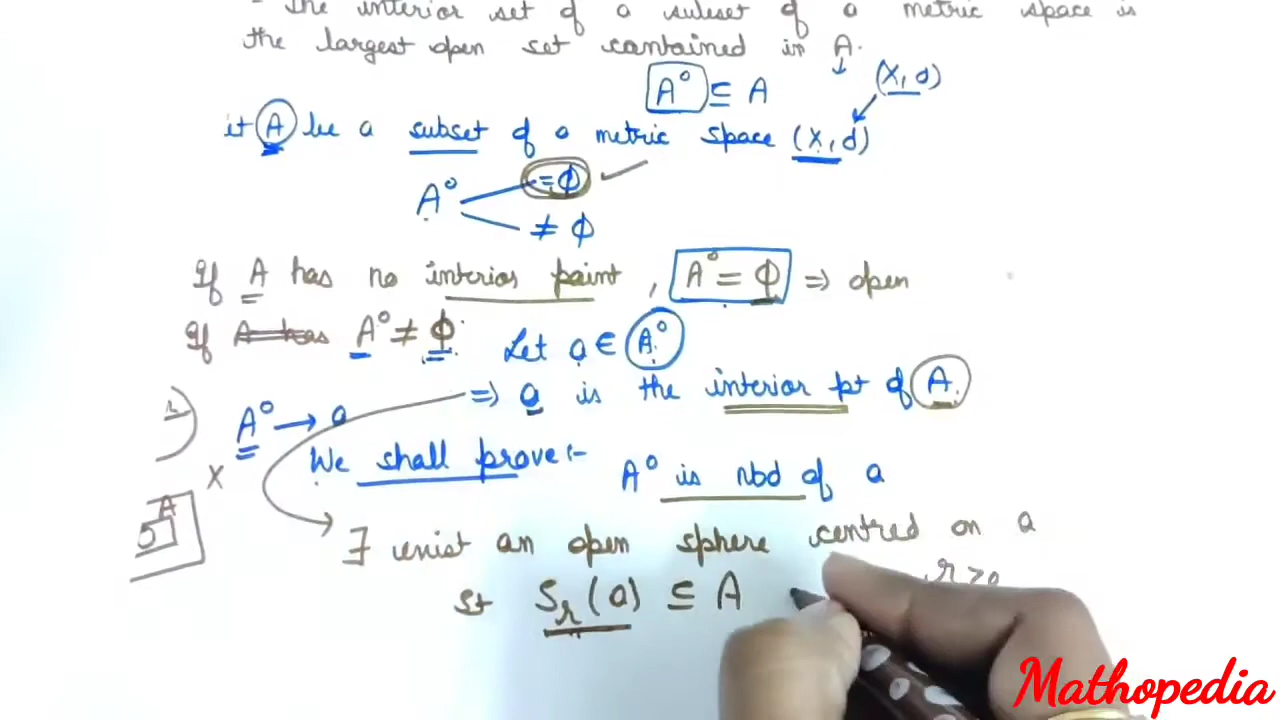 The interior set of a subset of a metric space is
the largest open set contained in A.
A° ⊆ A
(X, d)
et A be a subset of a metric space (X, d)
A° = ϕ
≠ ϕ
If A has no interior point, A° = ϕ ⇒ open
If A has A° ≠ ϕ. Let a ∈ A°
⇒ a is the interior pt of A.
A° → a
We shall prove :- A° is nbd of a
X
A
∃ exist an open sphere centred on a
r > 0
st Sr(a) ⊆ A
Mathopedia